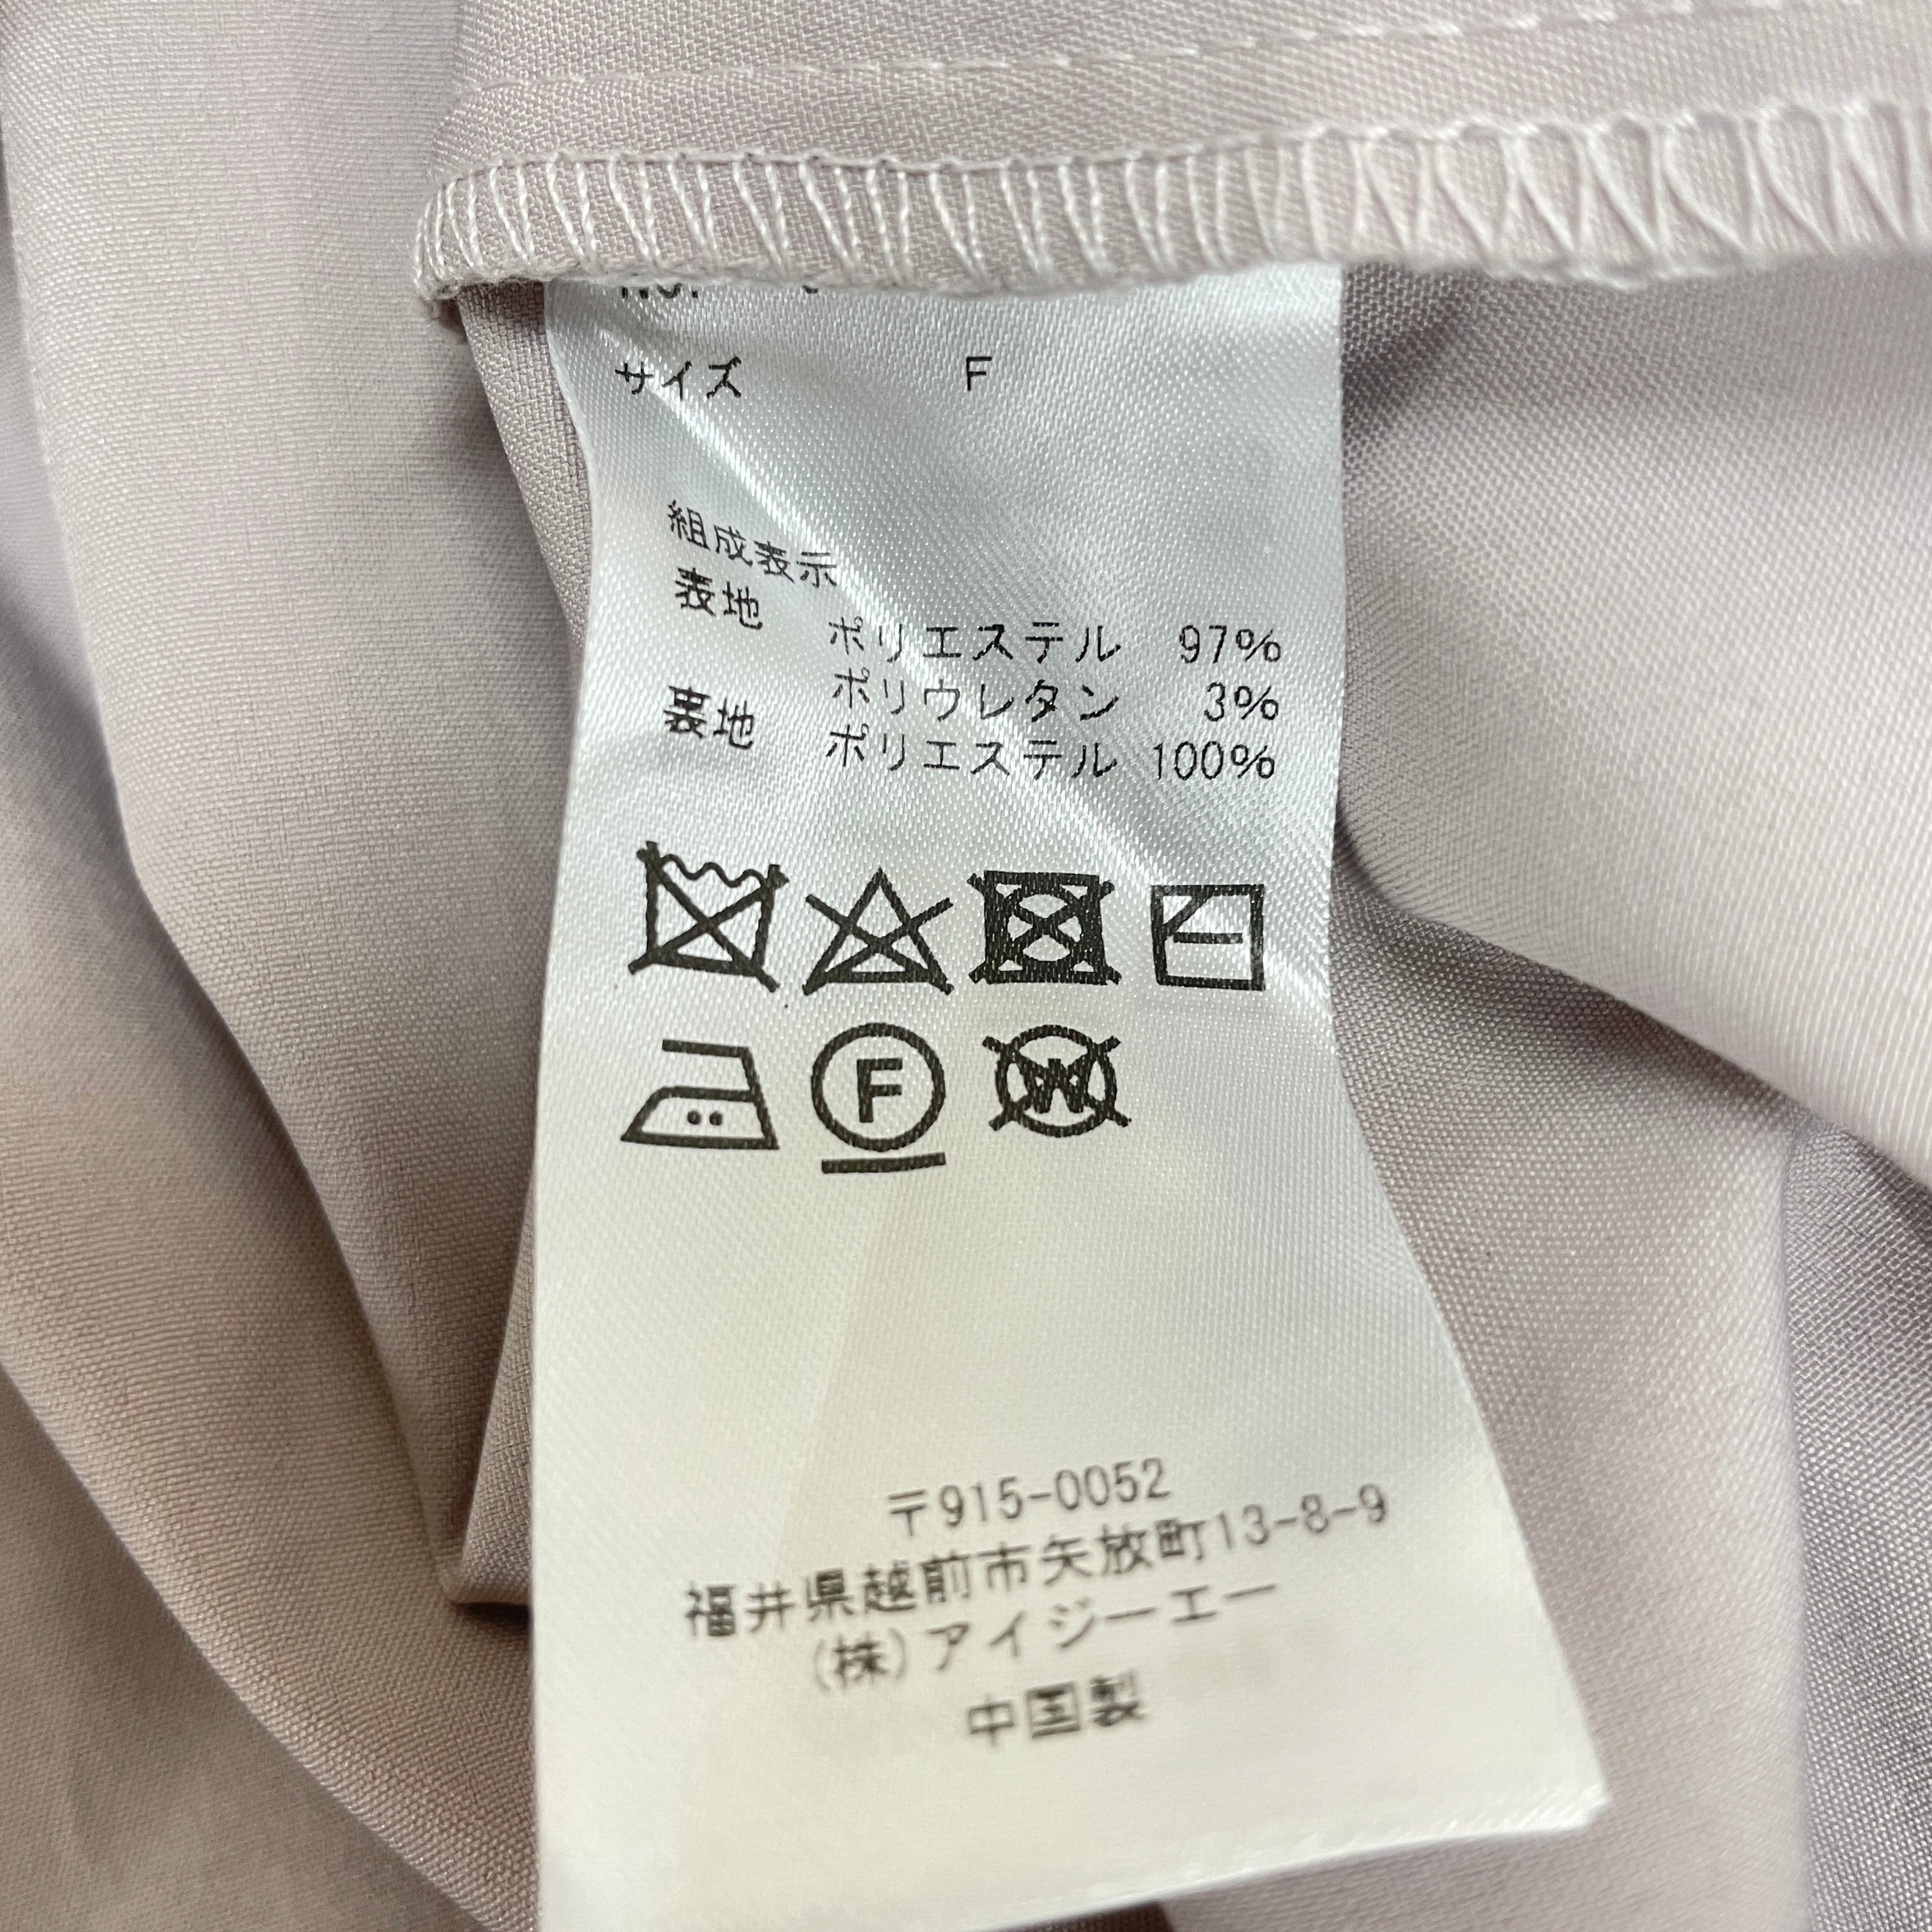 サイズ F
組成表示
表地 ポリエステル 97%
ポリウレタン 3%
裏地 ポリエステル 100%
F
W
〒915-0052
福井県越前市矢放町13-8-9
(株)アイジーエー
中国製